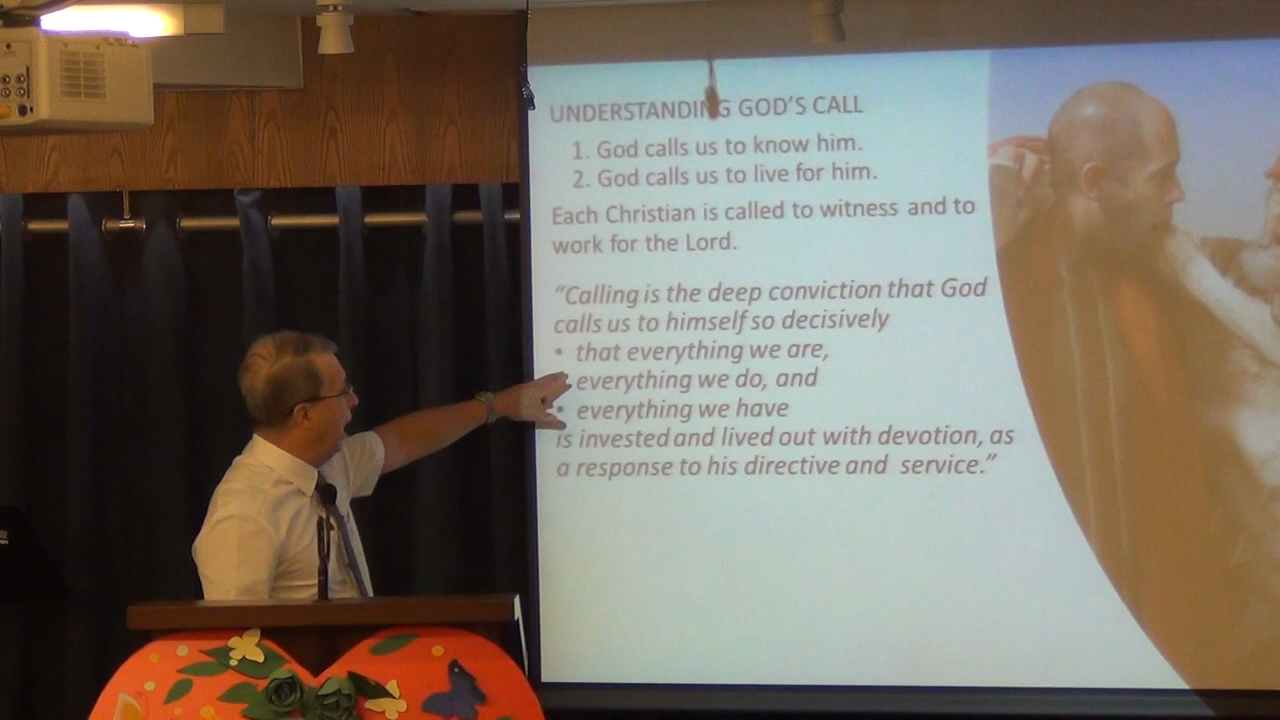 UNDERSTANDING GOD'S CALL
1. God calls us to know him.
2. God calls us to live for him.
Each Christian is called to witness and to
work for the Lord.
"Calling is the deep conviction that God
calls us to himself so decisively
• that everything we are,
everything we do, and
• everything we have
is invested and lived out with devotion, as
a response to his directive and service."